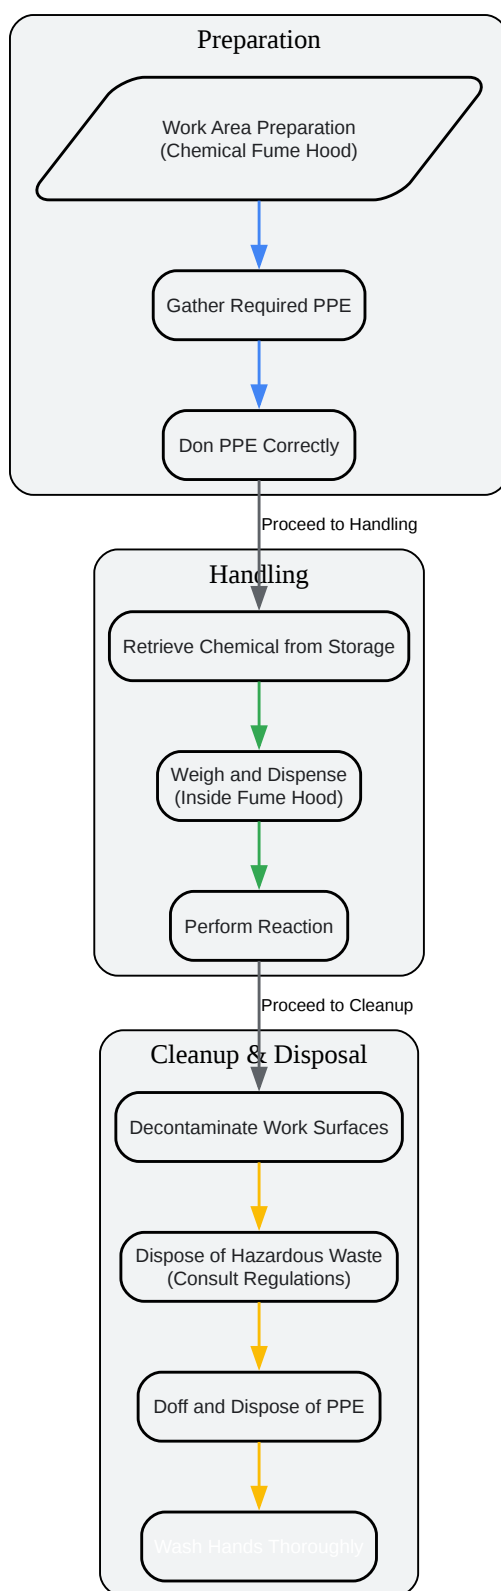 Preparation
Work Area Preparation
(Chemical Fume Hood)
Gather Required PPE
Don PPE Correctly
Proceed to Handling
Handling
Retrieve Chemical from Storage
Weigh and Dispense
(Inside Fume Hood)
Perform Reaction
Proceed to Cleanup
Cleanup & Disposal
Decontaminate Work Surfaces
Dispose of Hazardous Waste
(Consult Regulations)
Doff and Dispose of PPE
Wash Hands Thoroughly